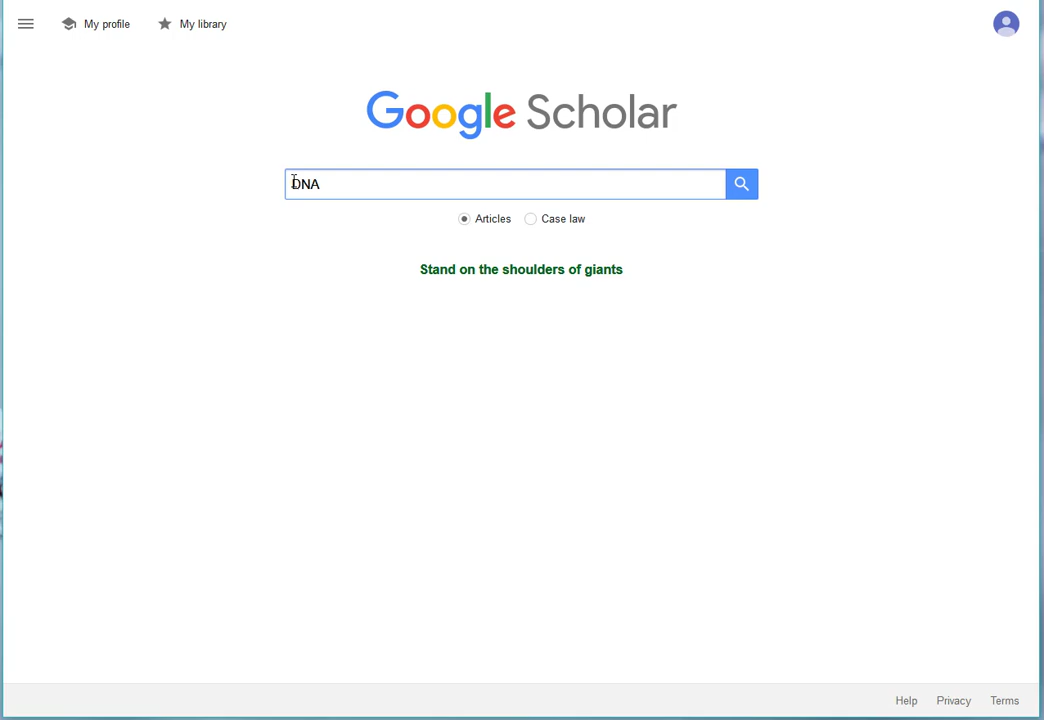 My profile My library
Google Scholar
DNA
Articles Case law
Stand on the shoulders of giants
Help Privacy Terms